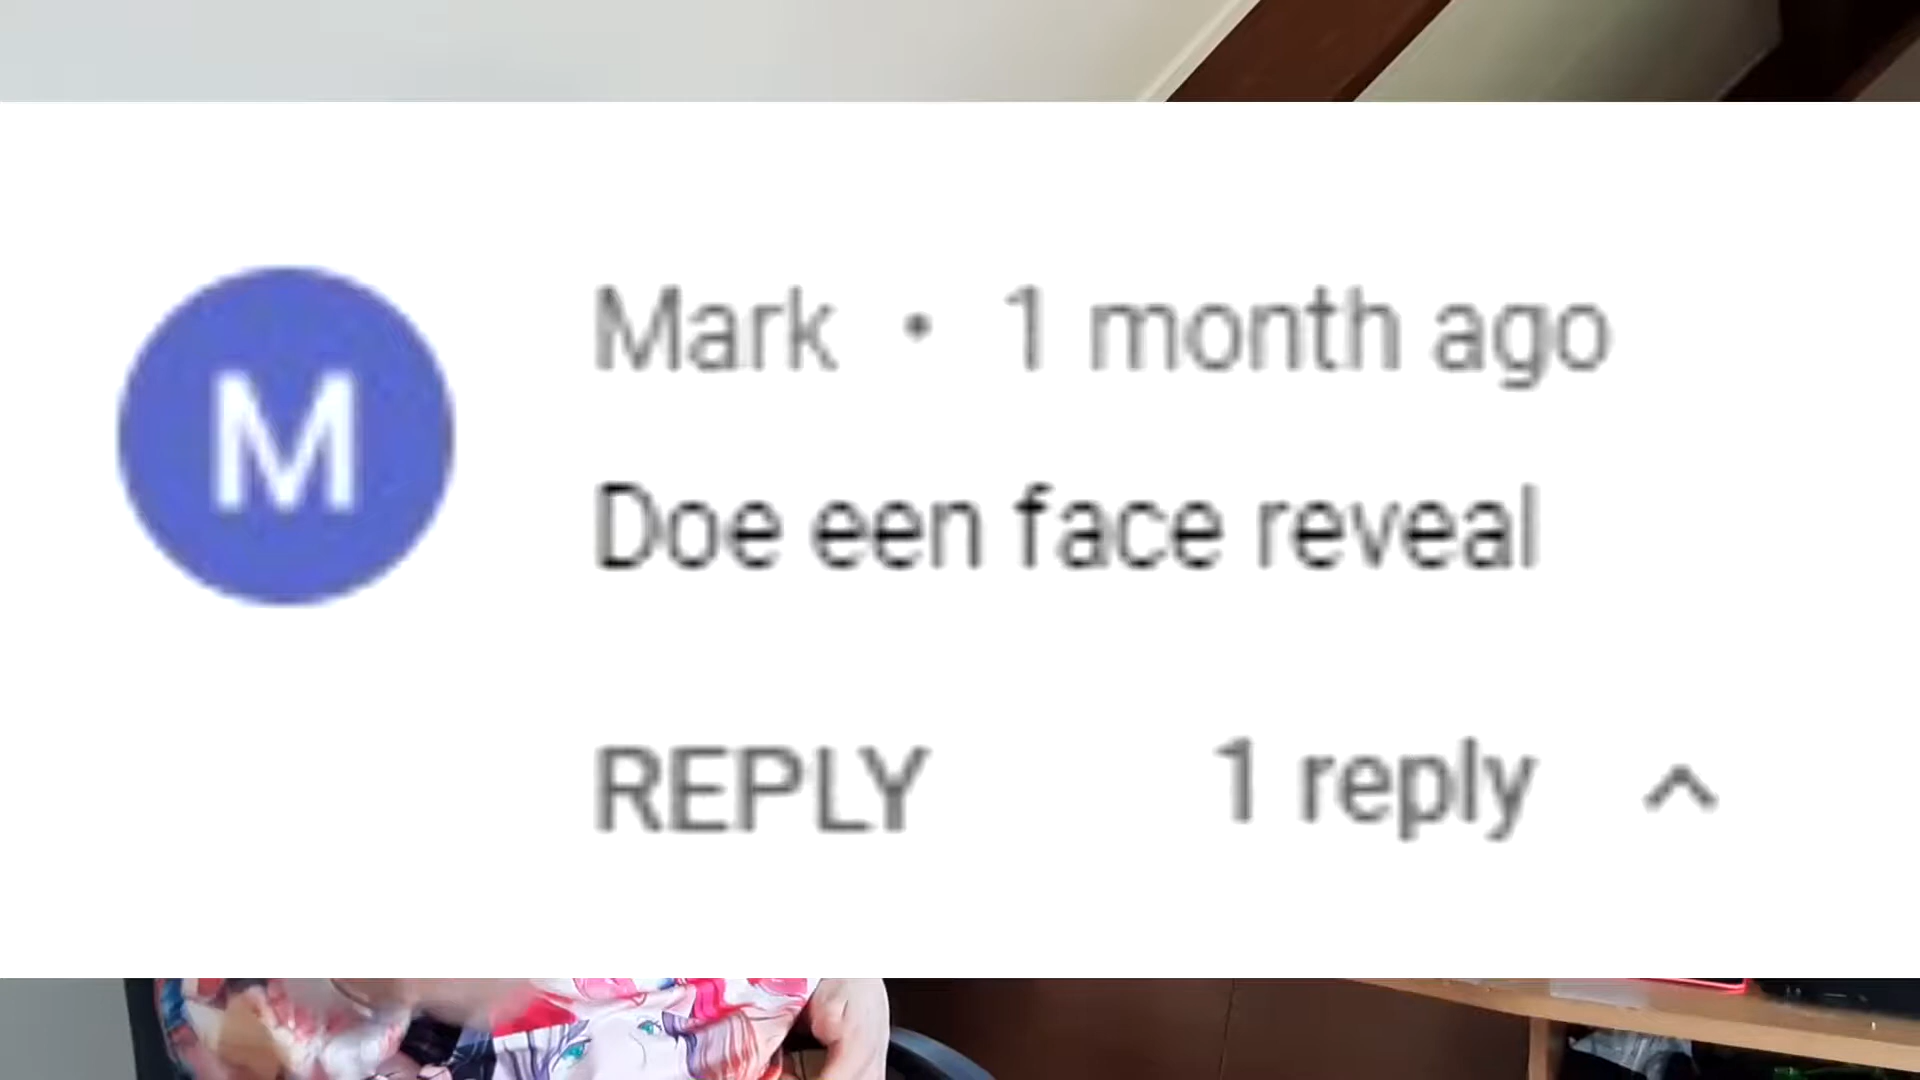 M
Mark • 1 month ago
Doe een face reveal
REPLY 1 reply